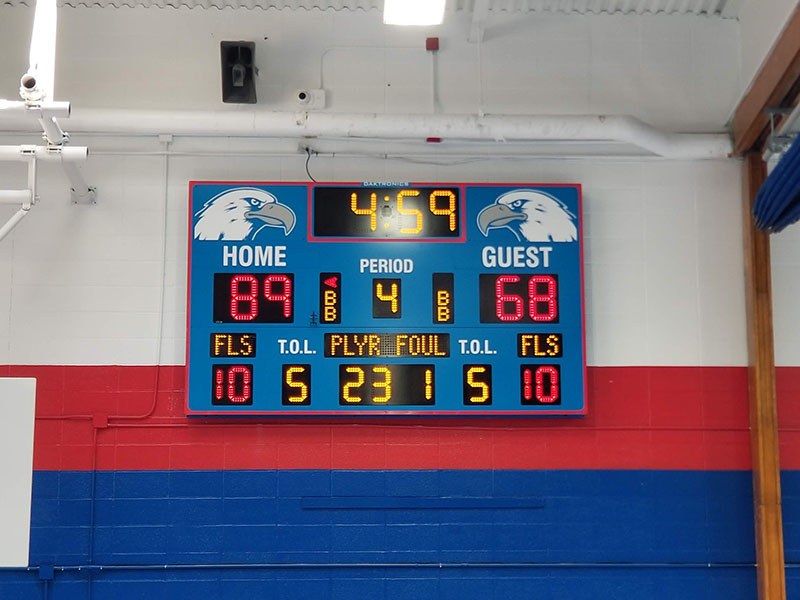 DAKTRONICS
4:59
HOME PERIOD GUEST
89 4 68
B B
B B
FLS T.O.L. PLYR FOUL T.O.L. FLS
10 5 23 1 5 10